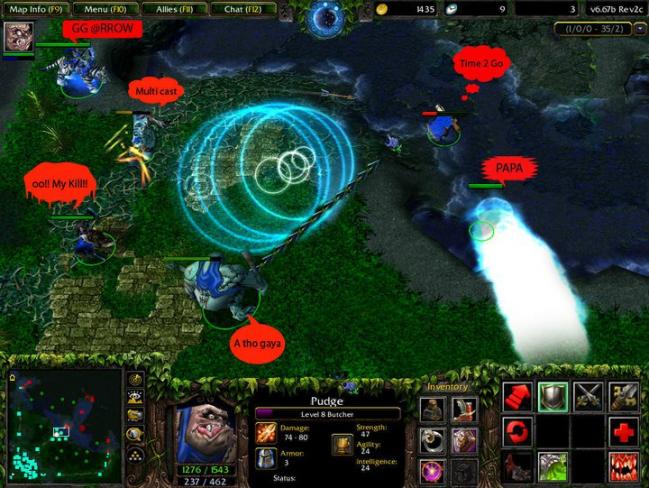 Map Info (F9)
Menu (F10)
Allies (F11)
Chat (F12)
1435
9
3
v6.67b Rev2c
(1/0/0 - 35/2)
GG @RROW
Time 2 Go
Multi cast
PAPA
oo!! My Kill!!
A tho gaya
Pudge
Level 8 Butcher
Damage:
74 - 80
Armor:
3
Strength:
47
Agility:
24
Intelligence:
24
Status:
1276 / 1543
237 / 462
Inventory